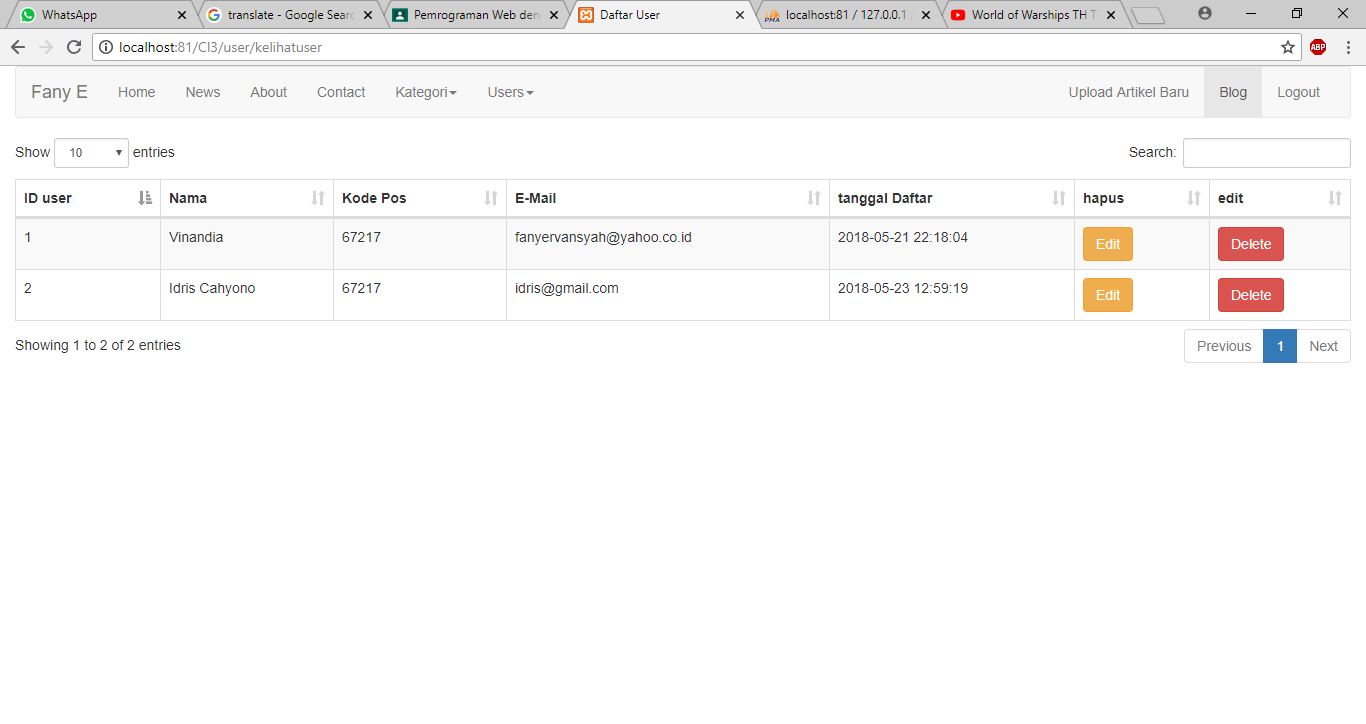 WhatsApp translate - Google Searc Pemrograman Web den Daftar User localhost:81 / 127.0.0.1 World of Warships TH T
localhost:81/CI3/user/kelihatuser ABP
Fany E Home News About Contact Kategori Users Upload Artikel Baru Blog Logout
Show 10 entries Search:
ID user Nama Kode Pos E-Mail tanggal Daftar hapus edit
1 Vinandia 67217 fanyervansyah@yahoo.co.id 2018-05-21 22:18:04 Edit Delete
2 Idris Cahyono 67217 idris@gmail.com 2018-05-23 12:59:19 Edit Delete
Showing 1 to 2 of 2 entries Previous 1 Next